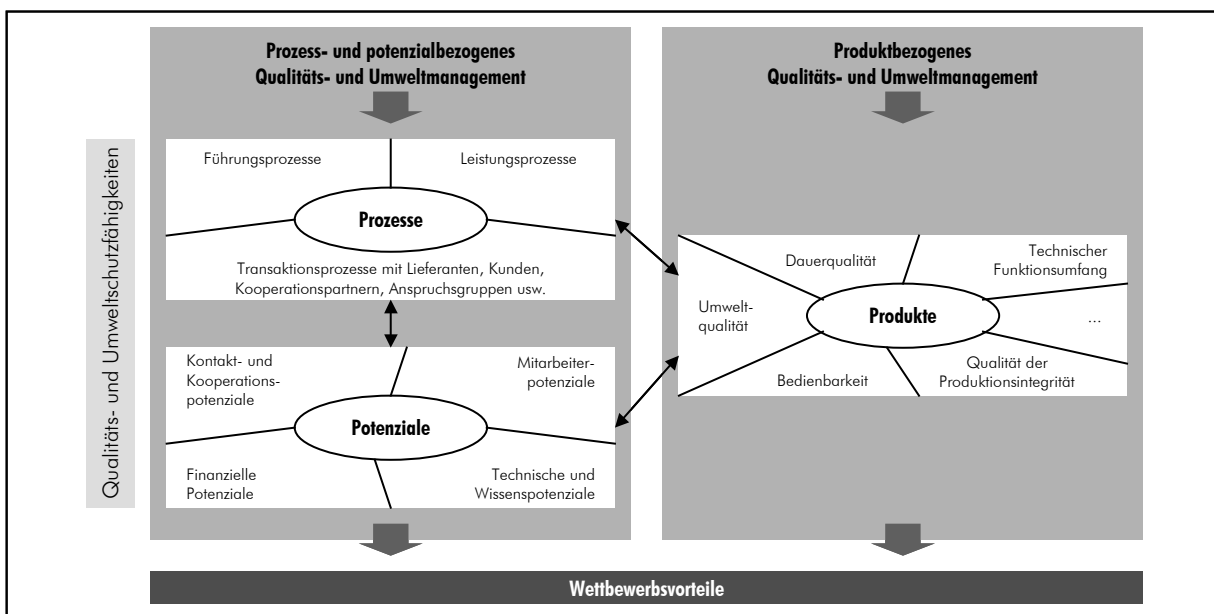 Prozess- und potenzialbezogenes
Qualitäts- und Umweltmanagement
Produktbezogenes
Qualitäts- und Umweltmanagement
Qualitäts- und Umweltschutzfähigkeiten
Führungsprozesse
Leistungsprozesse
Prozesse
Transaktionsprozesse mit Lieferanten, Kunden,
Kooperationspartnern, Anspruchsgruppen usw.
Kontakt- und
Kooperations-
potenziale
Mitarbeiter-
potenziale
Potenziale
Finanzielle
Potenziale
Technische und
Wissenspotenziale
Dauerqualität
Technischer
Funktionsumfang
Umwelt-
qualität
Produkte
...
Bedienbarkeit
Qualität der
Produktionsintegrität
Wettbewerbsvorteile